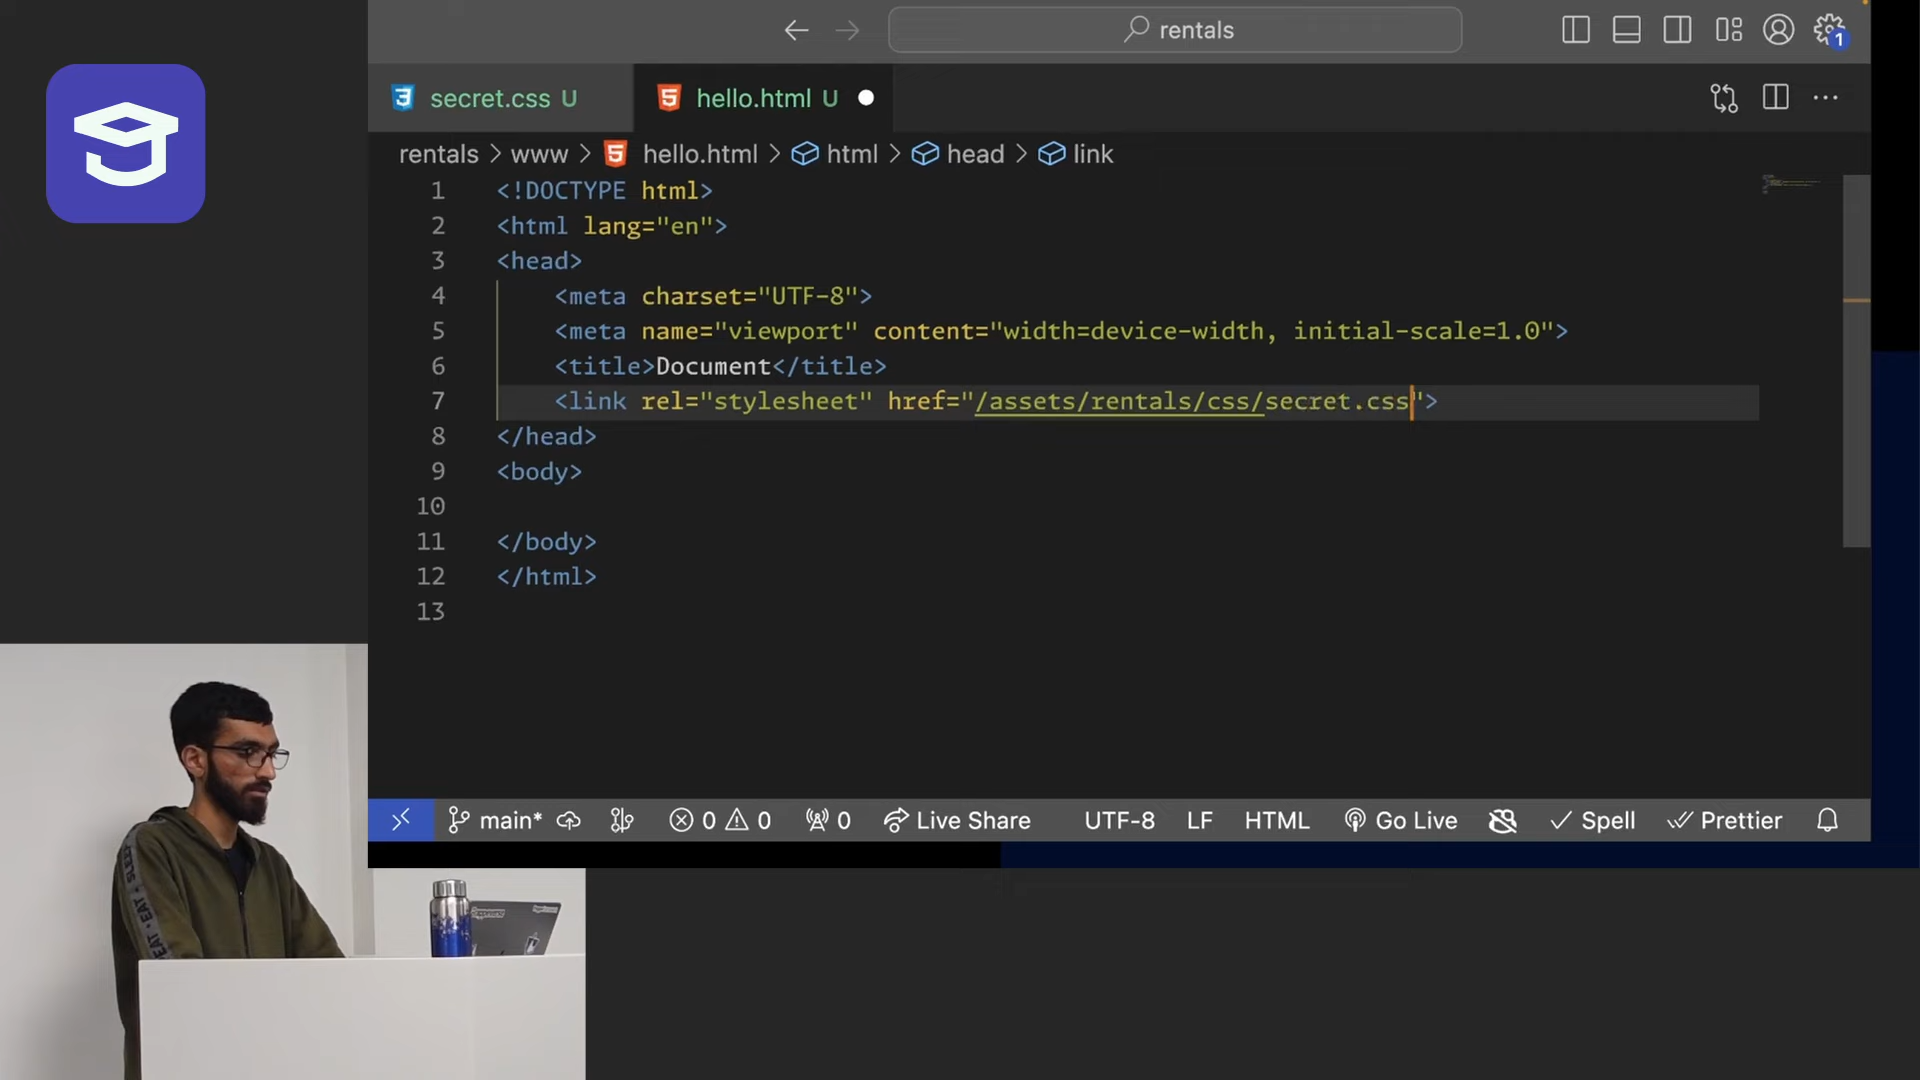 rentals
1
secret.css U
hello.html U
rentals > www > hello.html > html > head > link
1 <!DOCTYPE html>
2 <html lang="en">
3 <head>
4 <meta charset="UTF-8">
5 <meta name="viewport" content="width=device-width, initial-scale=1.0">
6 <title>Document</title>
7 <link rel="stylesheet" href="/assets/rentals/css/secret.css">
8 </head>
9 <body>
10
11 </body>
12 </html>
13
main* 0 0 0 Live Share UTF-8 LF HTML Go Live Spell Prettier
EAT • SLEEP
EAT